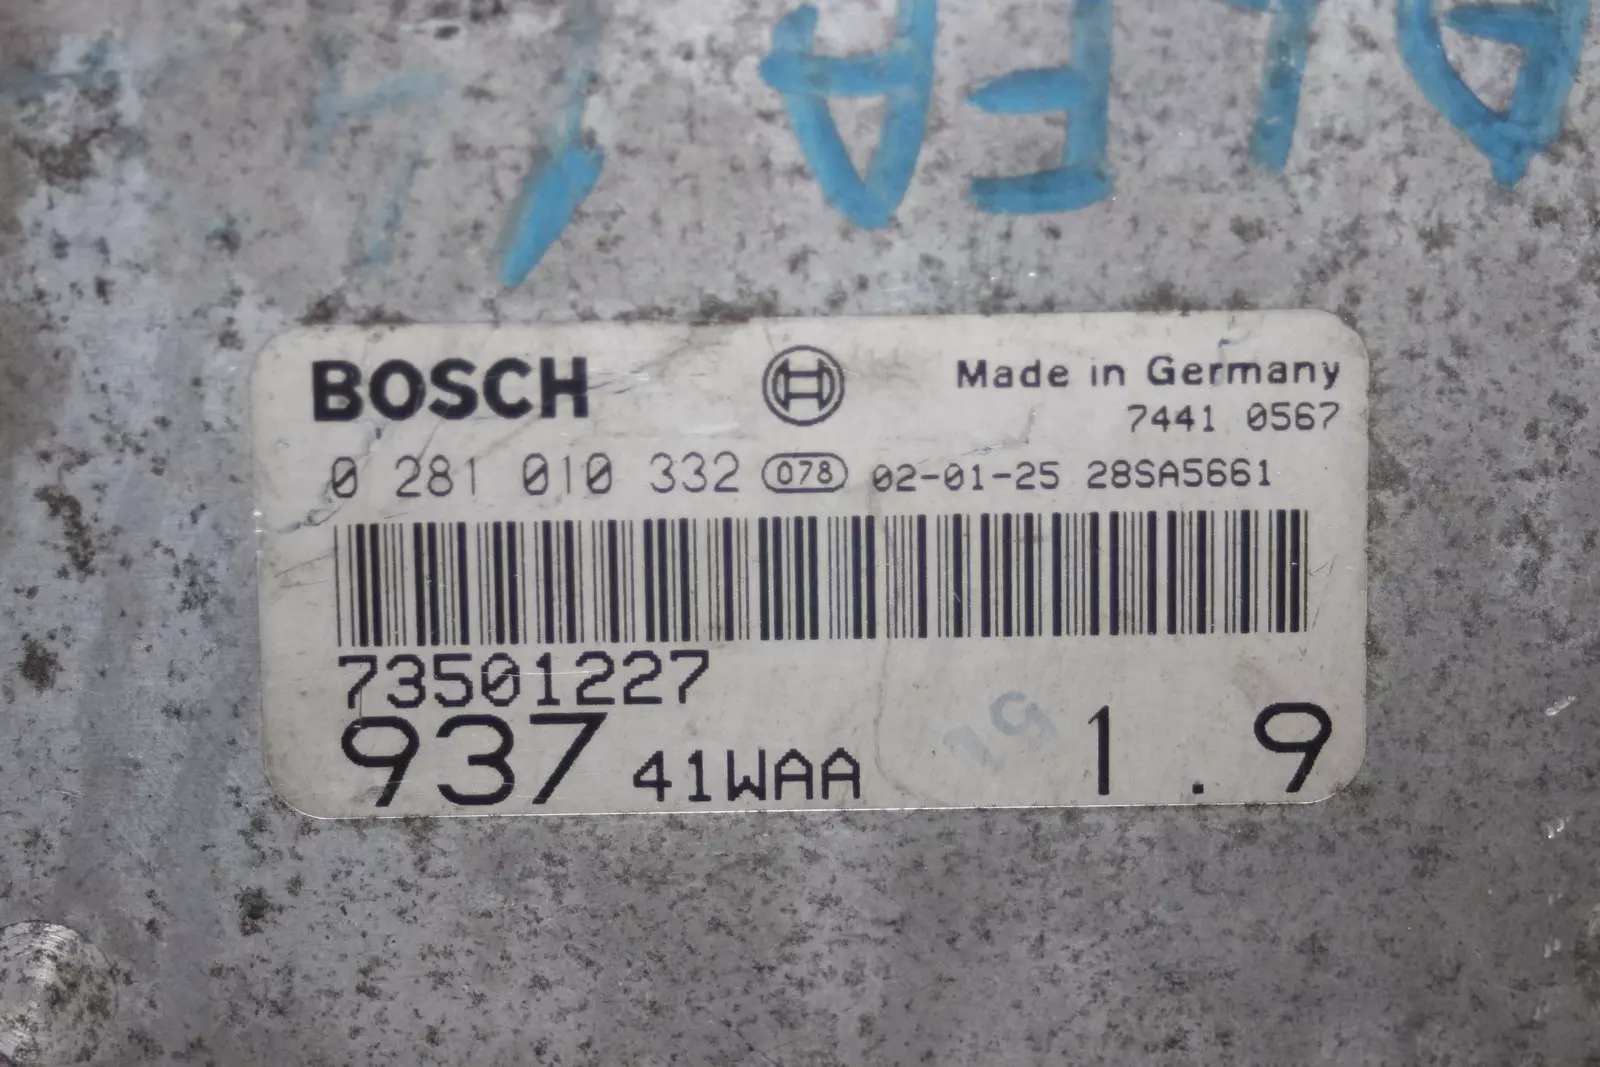 ALFA
BOSCH
Made in Germany
7441 0567
0 281 010 332 078 02-01-25 28SA5661
73501227
937 41WAA 1.9